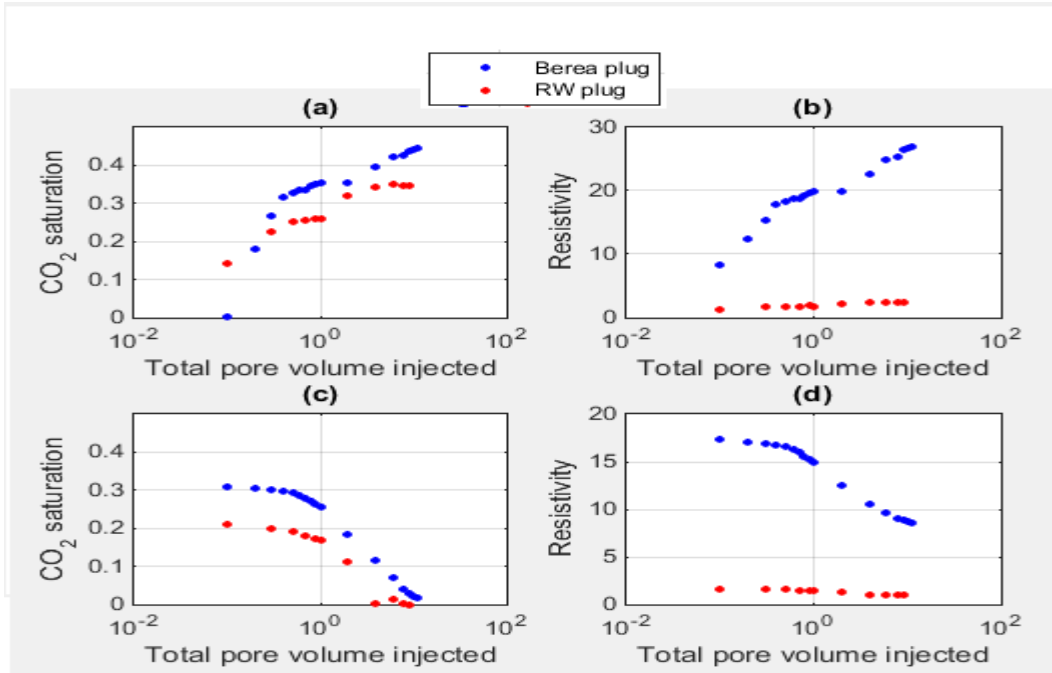 Berea plug
RW plug
(a)
(b)
CO2 saturation
0.4
0.3
0.2
0.1
0
10-2
100
102
Total pore volume injected
Resistivity
30
20
10
0
10-2
100
102
Total pore volume injected
(c)
(d)
CO2 saturation
0.4
0.3
0.2
0.1
0
10-2
100
102
Total pore volume injected
Resistivity
20
15
10
5
0
10-2
100
102
Total pore volume injected